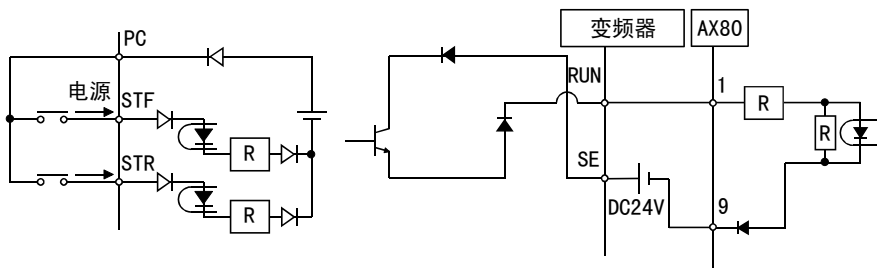 PC
电源
STF
R
STR
R
变频器
AX80
RUN
1
R
R
SE
DC24V
9